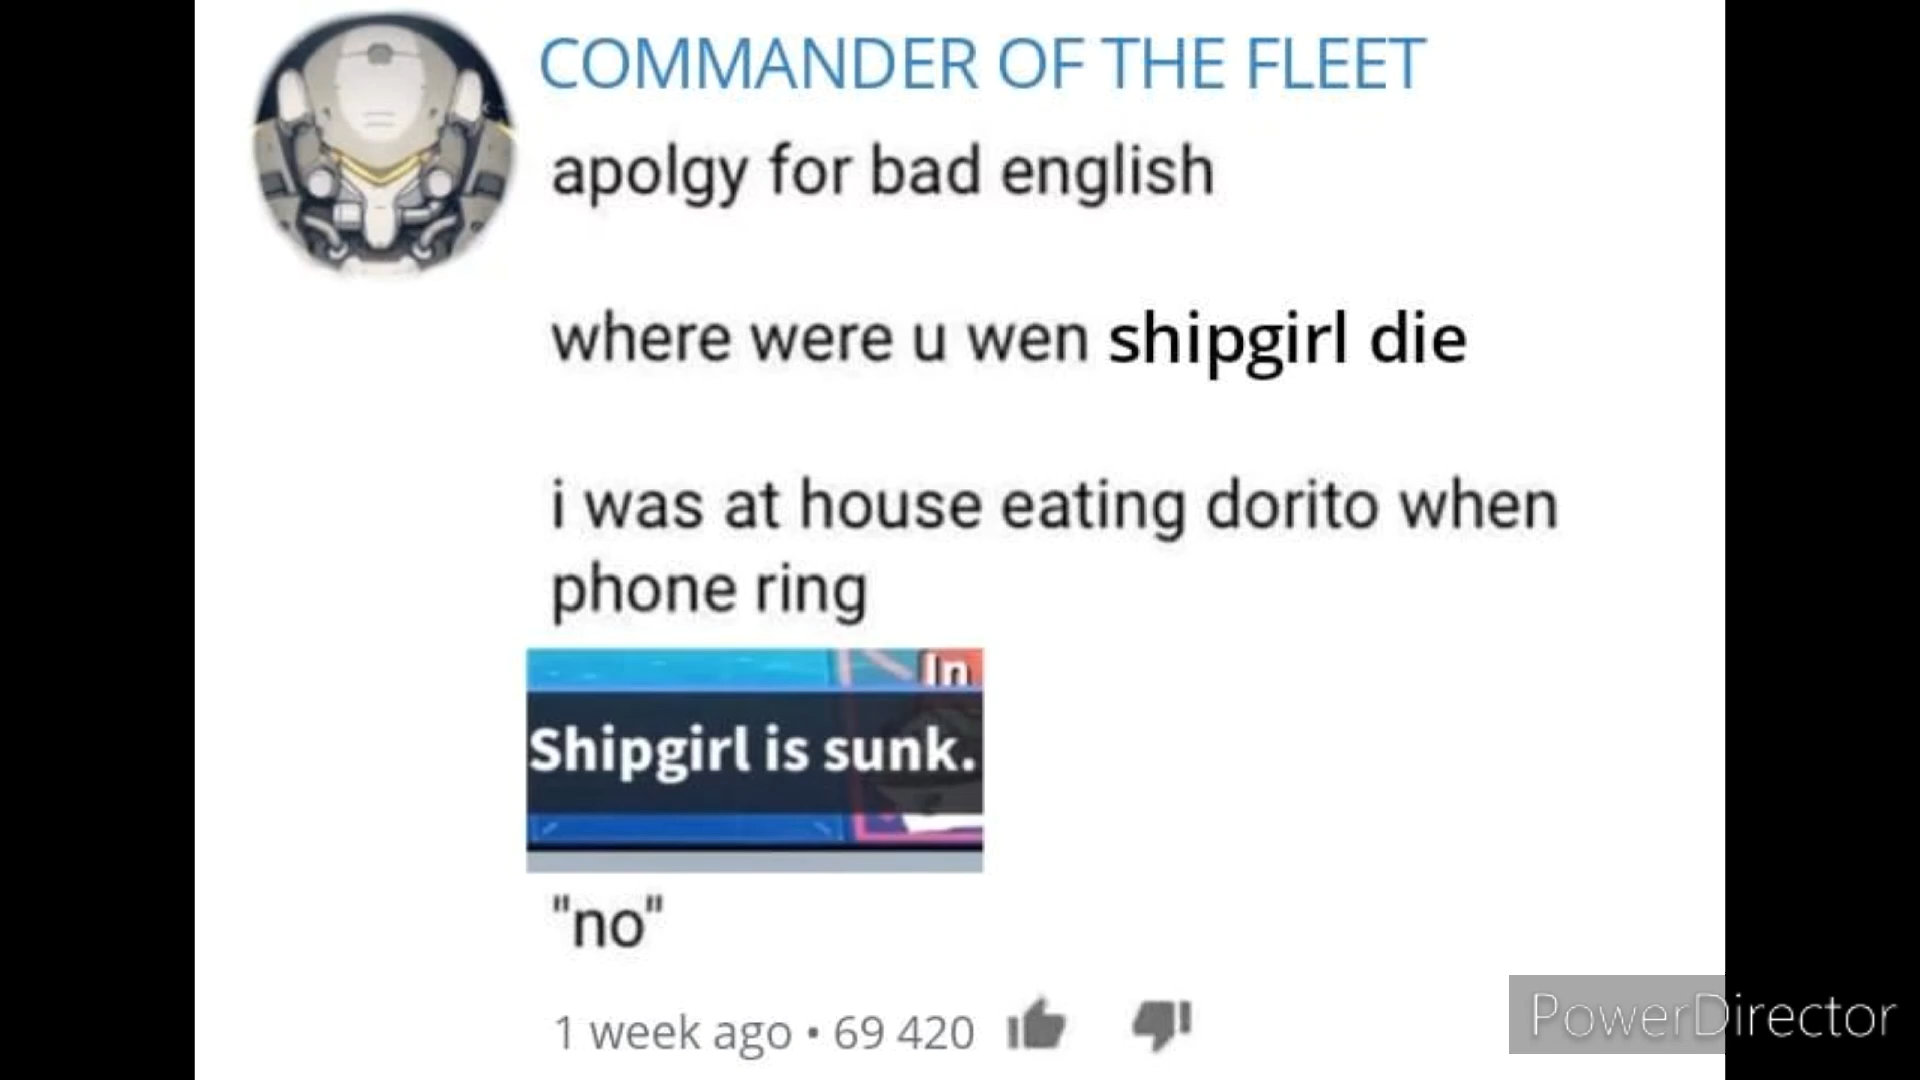 COMMANDER OF THE FLEET
apolgy for bad english
where were u wen shipgirl die
i was at house eating dorito when
phone ring
In
Shipgirl is sunk.
"no"
1 week ago • 69 420
PowerDirector